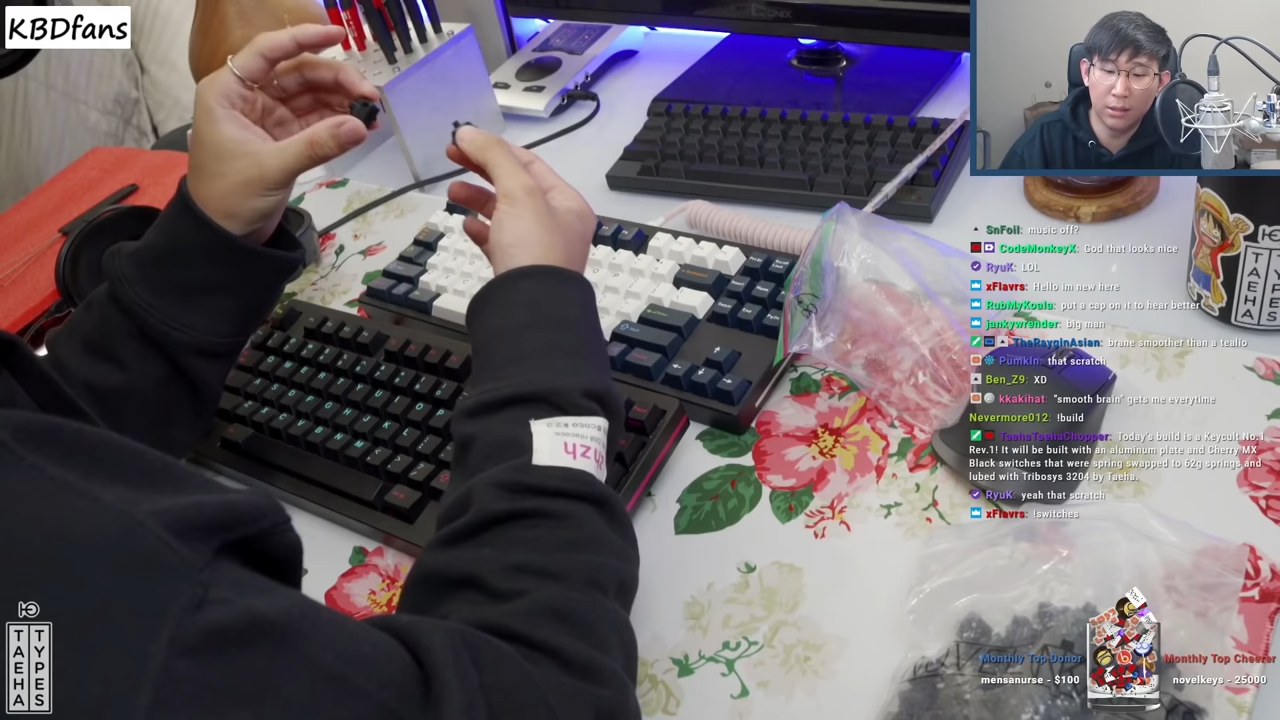 KBDfans
SnFoil: music off?
CodeMonkeyX: God that looks nice
RyuK: LOL
xFlavrs: Hello im new here
RubMyKoala: put a cap on it to hear better
jankywrender: big man
TheRayginAsian: brane smoother than a tealio
PumkIn: that scratch
Ben_Z9: XD
kkakihat: "smooth brain" gets me everytime
Nevermore012: !build
TaehaTaehaChopper: Today's build is a Keycult No.1
Rev.1! It will be built with an aluminum plate and Cherry MX
Black switches that were spring swapped to 62g springs and
lubed with Tribosys 3204 by Taeha.
RyuK: yeah that scratch
xFlavrs: !switches
TAEHA
TYPES
TAEHA
Monthly Top Donor
mensanurse - $100
Monthly Top Cheerer
novelkeys - 25000